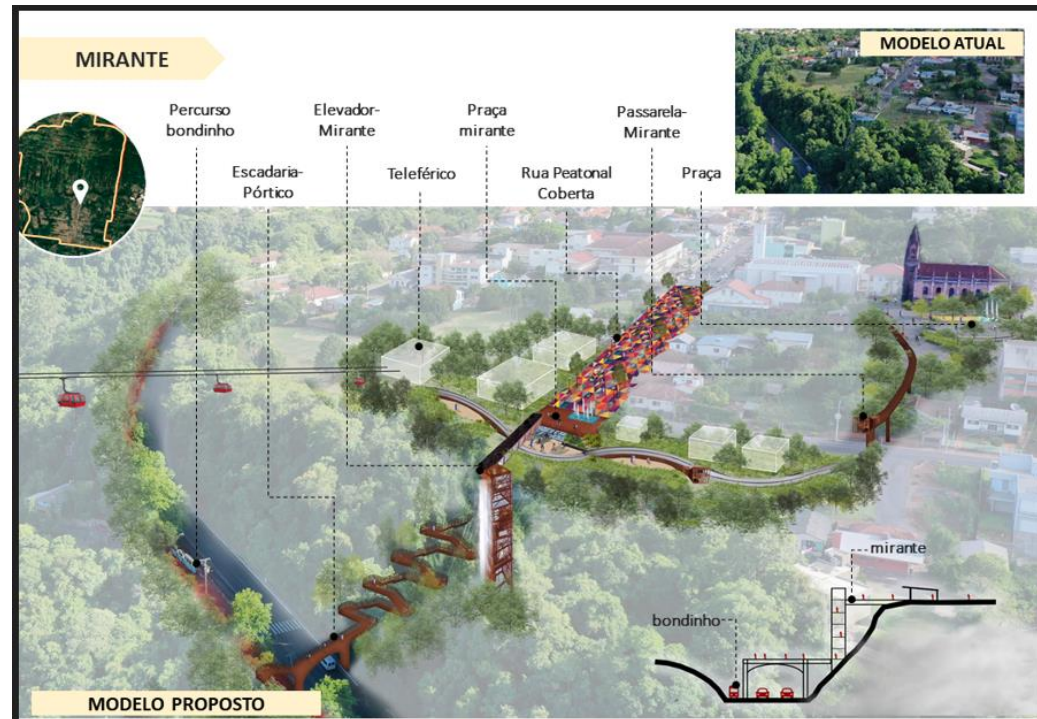 MIRANTE
MODELO ATUAL
Percurso
bondinho
Escadaria-
Pórtico
Elevador-
Mirante
Teleférico
Praça
mirante
Rua Peatonal
Coberta
Passarela-
Mirante
Praça
mirante
bondinho
MODELO PROPOSTO